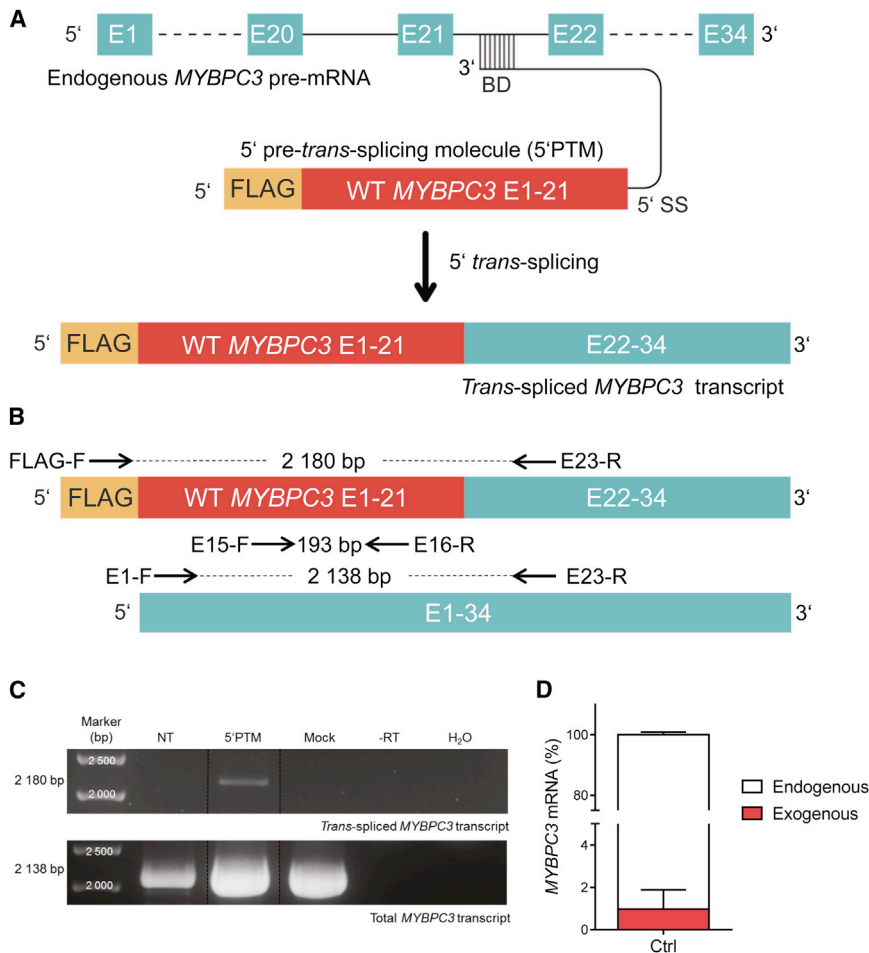 A
5‘ E1 E20 E21 E22 E34 3‘
Endogenous MYBPC3 pre-mRNA
3‘
BD
5‘ pre-trans-splicing molecule (5‘PTM)
5‘ FLAG WT MYBPC3 E1-21 5‘ SS
5‘ trans-splicing
5‘ FLAG WT MYBPC3 E1-21 E22-34 3‘
Trans-spliced MYBPC3 transcript
B
FLAG-F 2 180 bp E23-R
5‘ FLAG WT MYBPC3 E1-21 E22-34 3‘
E15-F 193 bp E16-R
E1-F 2 138 bp E23-R
5‘ E1-34 3‘
C
Marker
(bp) NT 5‘PTM Mock -RT H₂O
2 500
2 180 bp
2 000
Trans-spliced MYBPC3 transcript
2 500
2 138 bp
2 000
Total MYBPC3 transcript
D
MYBPC3 mRNA (%)
100
80
4
2
0
Ctrl
Endogenous
Exogenous